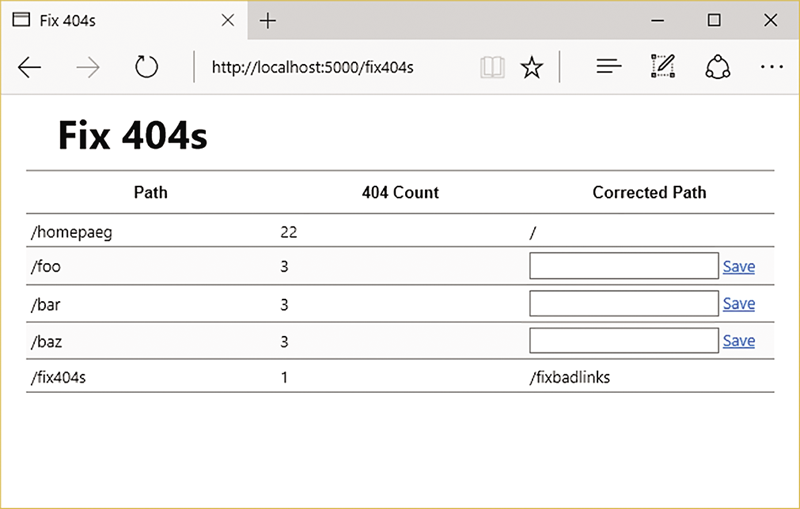 Fix 404s
http://localhost:5000/fix404s
Fix 404s
Path 404 Count Corrected Path
/homepaeg 22 /
/foo 3 Save
/bar 3 Save
/baz 3 Save
/fix404s 1 /fixbadlinks